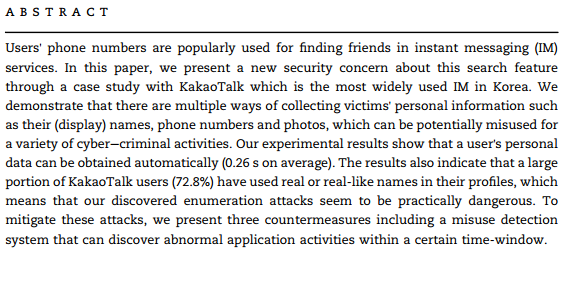 A B S T R A C T
Users' phone numbers are popularly used for finding friends in instant messaging (IM)
services. In this paper, we present a new security concern about this search feature
through a case study with KakaoTalk which is the most widely used IM in Korea. We
demonstrate that there are multiple ways of collecting victims' personal information such
as their (display) names, phone numbers and photos, which can be potentially misused for
a variety of cyber–criminal activities. Our experimental results show that a user's personal
data can be obtained automatically (0.26 s on average). The results also indicate that a large
portion of KakaoTalk users (72.8%) have used real or real-like names in their profiles, which
means that our discovered enumeration attacks seem to be practically dangerous. To
mitigate these attacks, we present three countermeasures including a misuse detection
system that can discover abnormal application activities within a certain time-window.